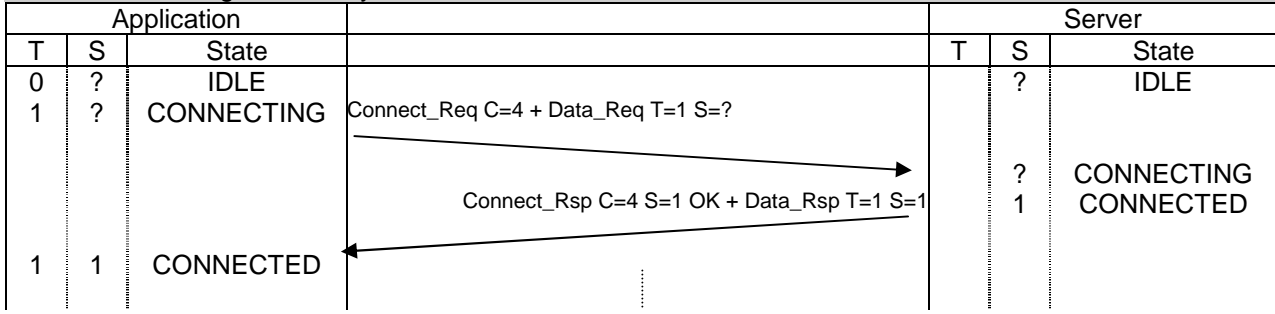 Application Server
T S State T S State
0 ? IDLE ? IDLE
1 ? CONNECTING Connect_Req C=4 + Data_Req T=1 S=?
? CONNECTING
Connect_Rsp C=4 S=1 OK + Data_Rsp T=1 S=1 1 CONNECTED
1 1 CONNECTED